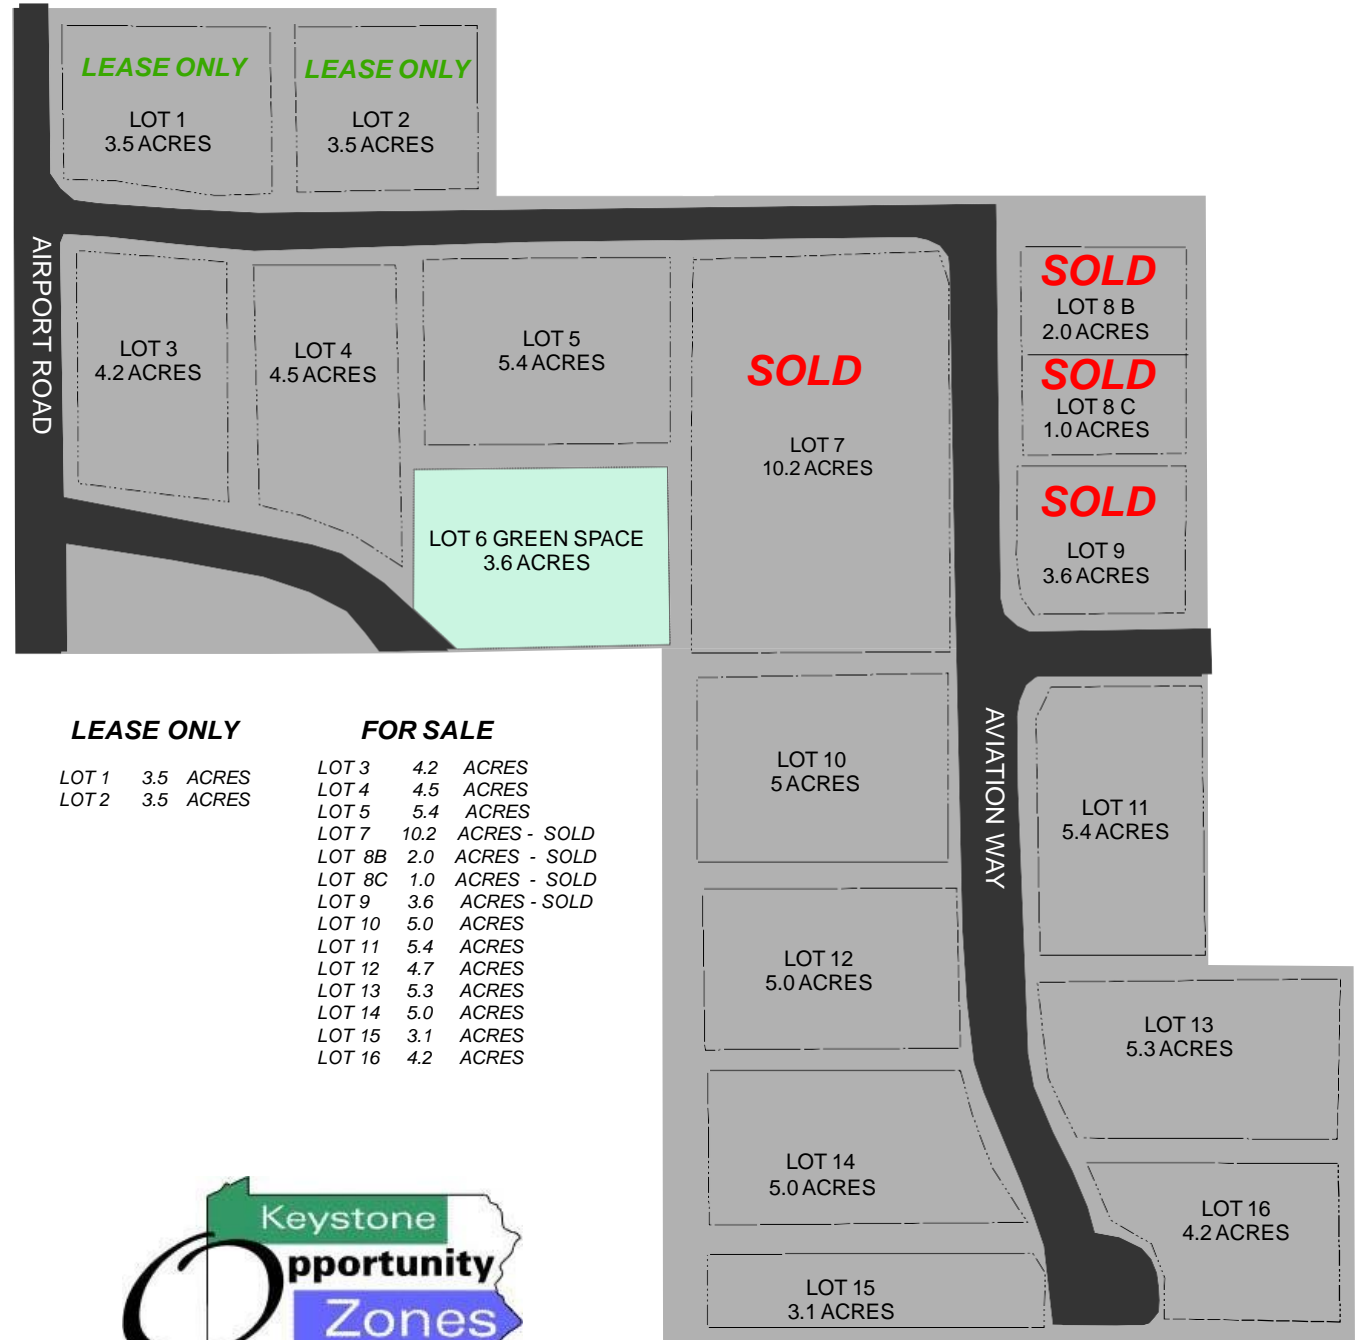 LEASE ONLY
LOT 1
3.5 ACRES
LEASE ONLY
LOT 2
3.5 ACRES
AIRPORT ROAD
LOT 3
4.2 ACRES
LOT 4
4.5 ACRES
LOT 5
5.4 ACRES
LOT 6 GREEN SPACE
3.6 ACRES
SOLD
LOT 7
10.2 ACRES
SOLD
LOT 8 B
2.0 ACRES
SOLD
LOT 8 C
1.0 ACRES
SOLD
LOT 9
3.6 ACRES
AVIATION WAY
LOT 10
5 ACRES
LOT 11
5.4 ACRES
LOT 12
5.0 ACRES
LOT 13
5.3 ACRES
LOT 14
5.0 ACRES
LOT 15
3.1 ACRES
LOT 16
4.2 ACRES
LEASE ONLY
LOT 1 3.5 ACRES
LOT 2 3.5 ACRES
FOR SALE
LOT 3 4.2 ACRES
LOT 4 4.5 ACRES
LOT 5 5.4 ACRES
LOT 7 10.2 ACRES - SOLD
LOT 8B 2.0 ACRES - SOLD
LOT 8C 1.0 ACRES - SOLD
LOT 9 3.6 ACRES - SOLD
LOT 10 5.0 ACRES
LOT 11 5.4 ACRES
LOT 12 4.7 ACRES
LOT 13 5.3 ACRES
LOT 14 5.0 ACRES
LOT 15 3.1 ACRES
LOT 16 4.2 ACRES
Keystone
Opportunity
Zones